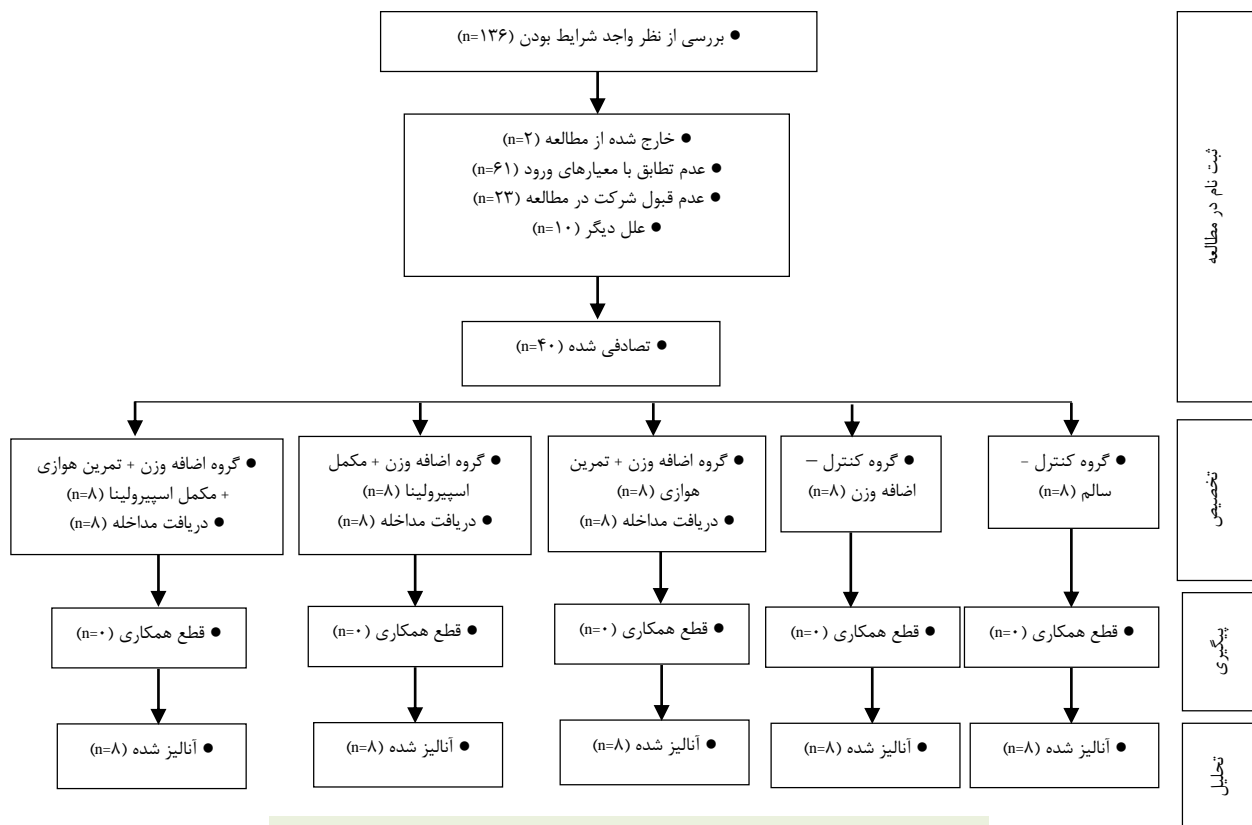 ● بررسی از نظر واجد شرایط بودن (n=۱۳۶)
● خارج شده از مطالعه (n=۲)
● عدم تطابق با معیارهای ورود (n=۶۱)
● عدم قبول شرکت در مطالعه (n=۲۳)
● علل دیگر (n=۱۰)
● تصادفی شده (n=۴۰)
ثبت نام در مطالعه
● گروه کنترل -
سالم (n=۸)
● گروه کنترل –
اضافه وزن (n=۸)
● گروه اضافه وزن + تمرین
هوازی (n=۸)
● دریافت مداخله (n=۸)
● گروه اضافه وزن + مکمل
اسپیرولینا (n=۸)
● دریافت مداخله (n=۸)
● گروه اضافه وزن + تمرین هوازی
+ مکمل اسپیرولینا (n=۸)
● دریافت مداخله (n=۸)
تخصیص
● قطع همکاری (n=۰)
● قطع همکاری (n=۰)
● قطع همکاری (n=۰)
● قطع همکاری (n=۰)
● قطع همکاری (n=۰)
پیگیری
● آنالیز شده (n=۸)
● آنالیز شده (n=۸)
● آنالیز شده (n=۸)
● آنالیز شده (n=۸)
● آنالیز شده (n=۸)
تحلیل